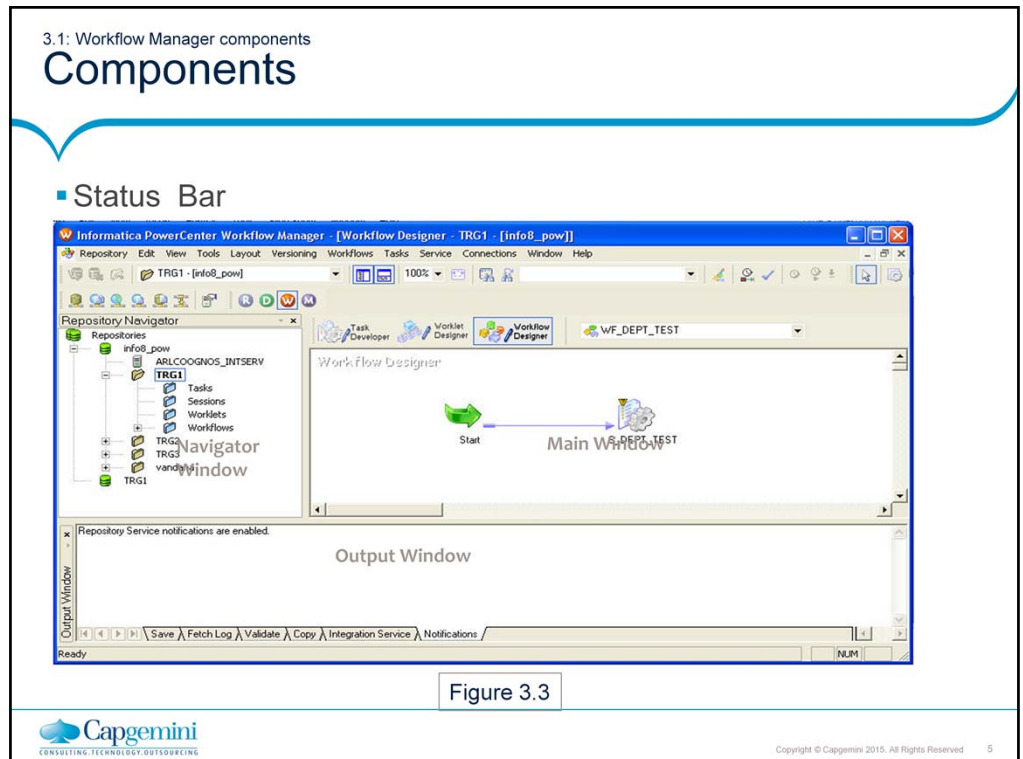 3.1: Workflow Manager components
Components
Status Bar
Informatica PowerCenter Workflow Manager - [Workflow Designer - TRG1 - [info8_pow]]
Repository Edit View Tools Layout Versioning Workflows Tasks Service Connections Window Help
TRG1 - [info8_pow]
100%
R D W M
Repository Navigator
Repositories
info8_pow
ARLCOOGNOS_INTSERV
TRG1
Tasks
Sessions
Worklets
Workflows
TRG2
TRG3
TRG1
Navigator Window
Task Developer
Worklet Designer
Workflow Designer
WF_DEPT_TEST
Workflow Designer
Start
S_DEPT_TEST
Main Window
Repository Service notifications are enabled.
Output Window
Output Window
Save Fetch Log Validate Copy Integration Service Notifications
Ready
NUM
Figure 3.3
Capgemini
CONSULTING.TECHNOLOGY.OUTSOURCING
Copyright © Capgemini 2015. All Rights Reserved 5